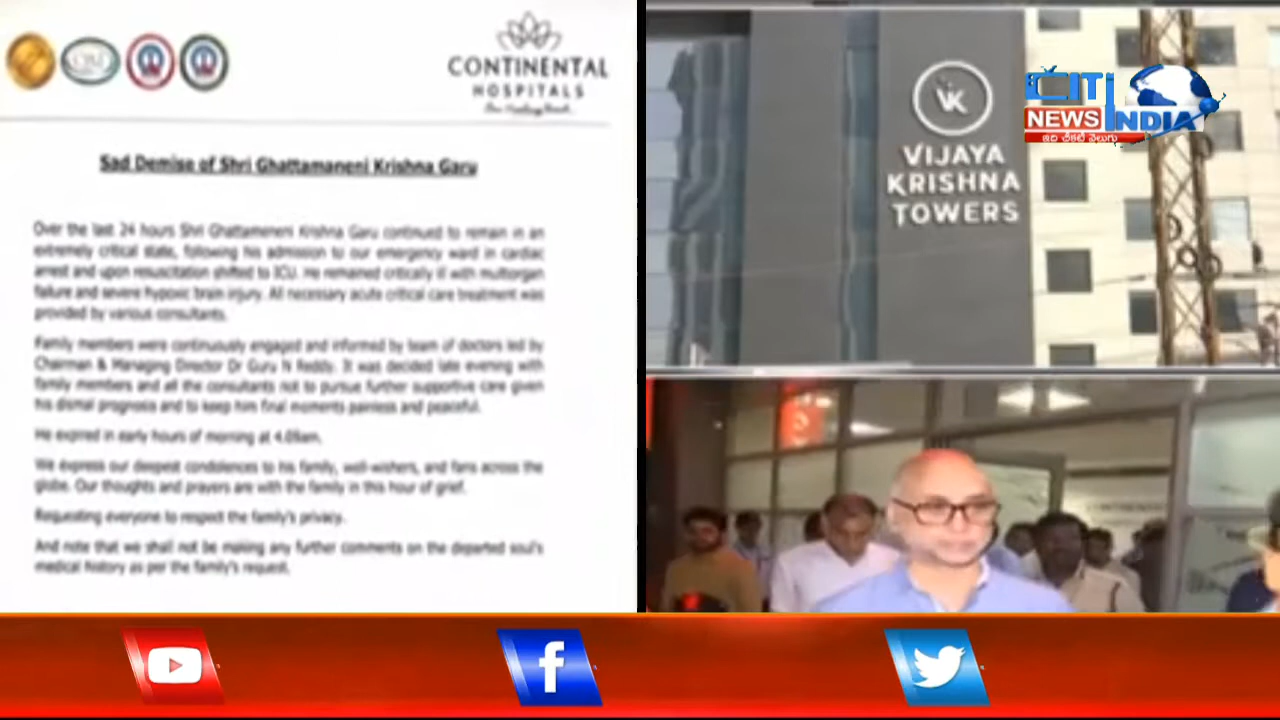 CONTINENTAL
HOSPITALS
Sad Demise of Shri Ghattamaneni Krishna Garu
Over the last 24 hours Shri Ghattameneni Krishna Garu continued to remain in an
extremely critical state, following his admission to our emergency ward in cardiac
arrest and upon resuscitation shifted to ICU. He remained critically ill with multiorgan
failure and severe hypoxic brain injury. All necessary acute critical care treatment was
provided by various consultants.
Family members were continuously engaged and informed by team of doctors led by
Chairman & Managing Director Dr Guru N Reddy. It was decided late evening with
family members and all the consultants not to pursue further supportive care given
his dismal prognosis and to keep him final moments painless and peaceful.
He expired in early hours of morning at 4.09am.
We express our deepest condolences to his family, well-wishers, and fans across the
globe. Our thoughts and prayers are with the family in this hour of grief.
Requesting everyone to respect the family's privacy.
And note that we shall not be making any further comments on the departed soul's
medical history as per the family's request.
VK
VIJAYA
KRISHNA
TOWERS
CITI
NEWS INDIA
ఇది చీకటి వెలుగు